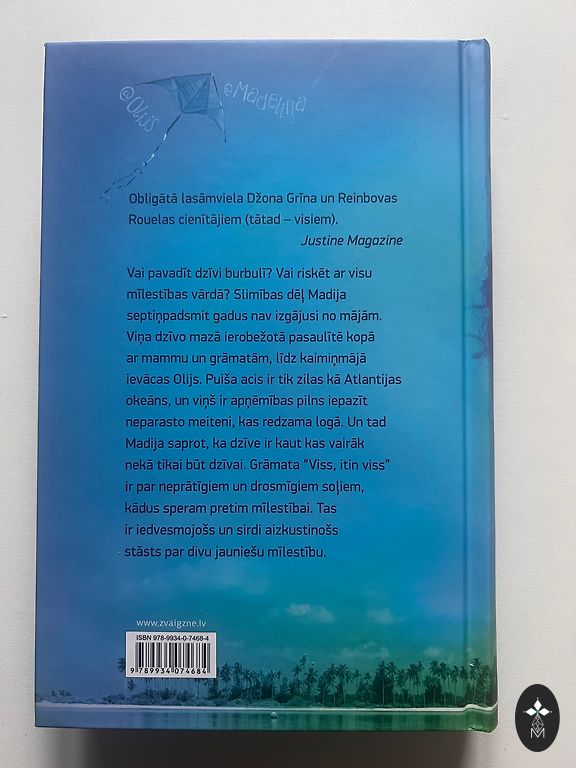 @Olijs
@Madelina
Obligātā lasāmviela Džona Grīna un Reinbovas
Rouelas cienītājiem (tātad – visiem).
Justine Magazine
Vai pavadīt dzīvi burbulī? Vai riskēt ar visu
mīlestības vārdā? Slimības dēļ Madija
septiņpadsmit gadus nav izgājusi no mājām.
Viņa dzīvo mazā ierobežotā pasaulītē kopā
ar mammu un grāmatām, līdz kaimiņmājā
ievācas Olijs. Puiša acis ir tik zilas kā Atlantijas
okeāns, un viņš ir apņēmības pilns iepazīt
neparasto meiteni, kas redzama logā. Un tad
Madija saprot, ka dzīve ir kaut kas vairāk
nekā tikai būt dzīvai. Grāmata “Viss, itin viss”
ir par neprātīgiem un drosmīgiem soļiem,
kādus speram pretim mīlestībai. Tas
ir iedvesmojošs un sirdi aizkustinošs
stāsts par divu jauniešu mīlestību.
www.zvaigzne.lv
ISBN 978-9934-0-7468-4
9 789934 074684
M